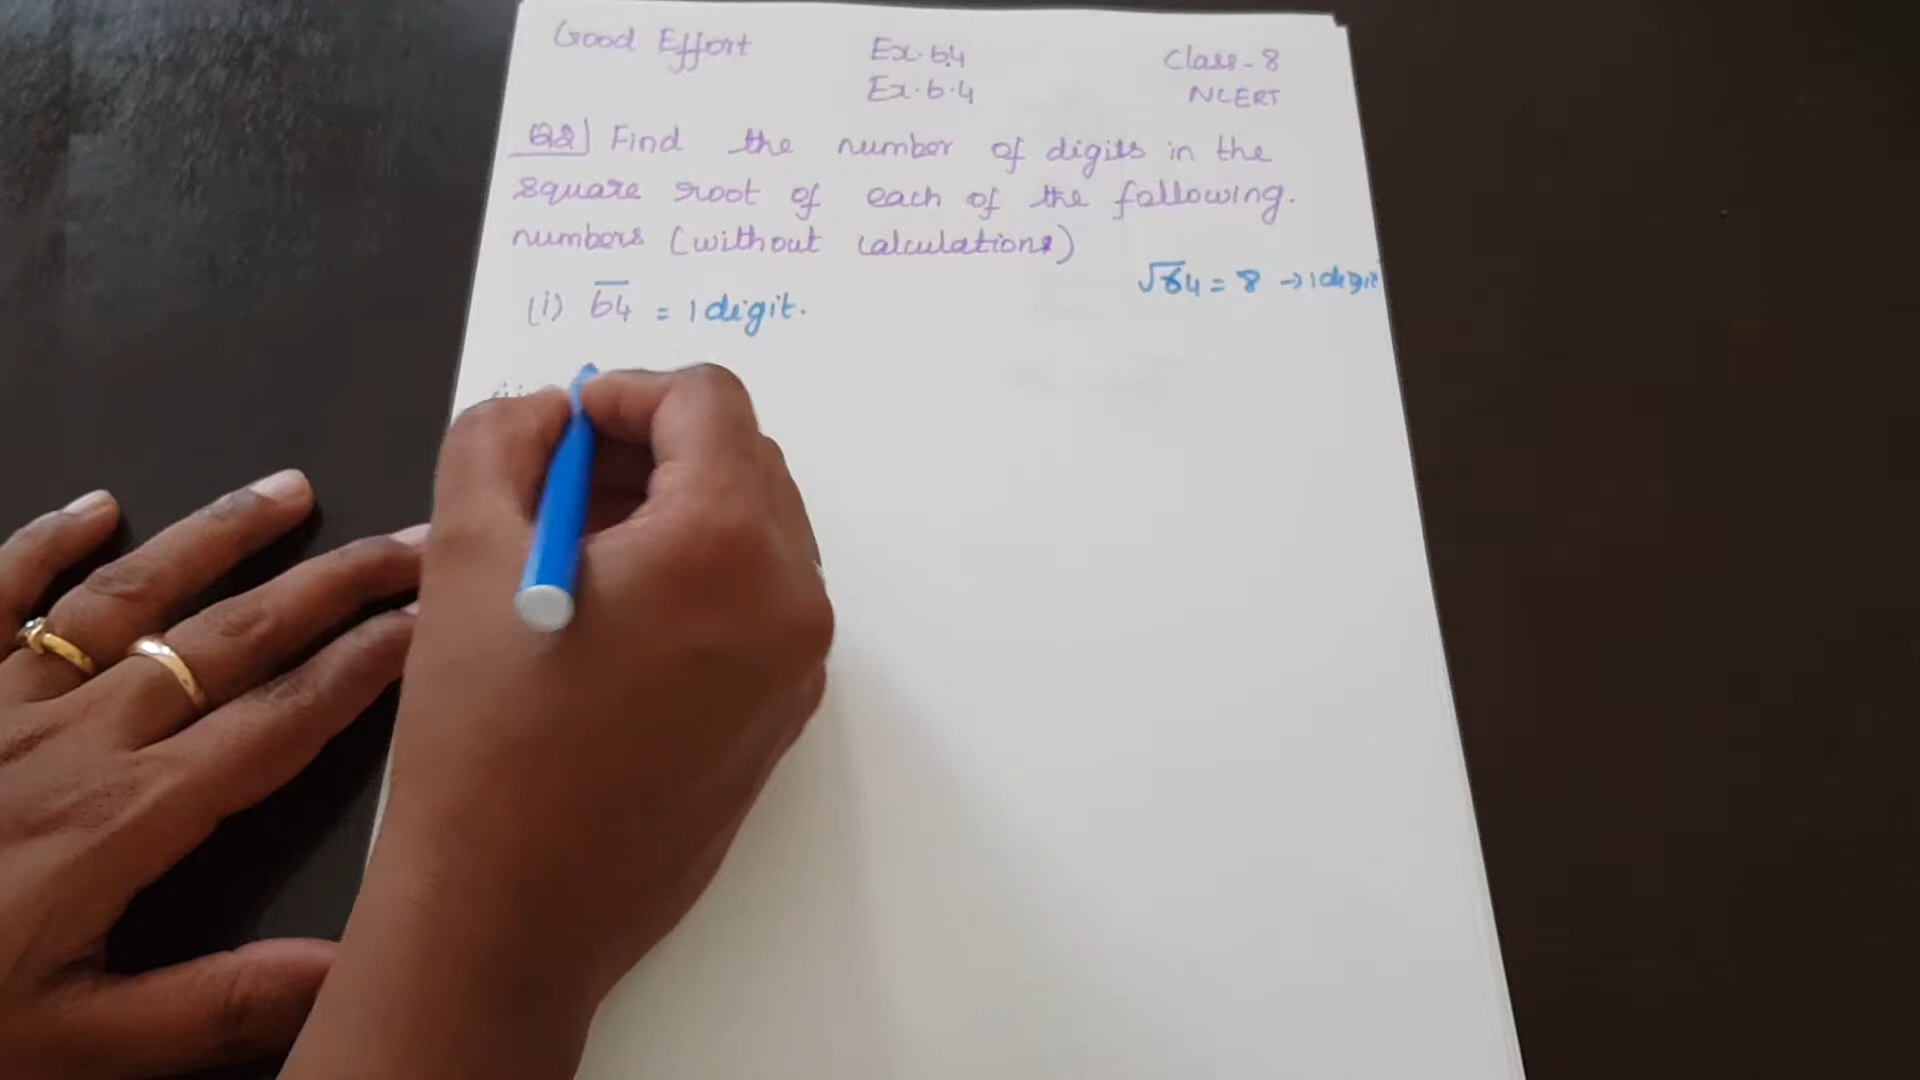 Good Effort Ex. 6.4 Class-8
Ex. 6.4 NCERT
Q2) Find the number of digits in the
square root of each of the following.
numbers (without calculations)
√64 = 8 → 1 digit
(i) 64 = 1 digit.